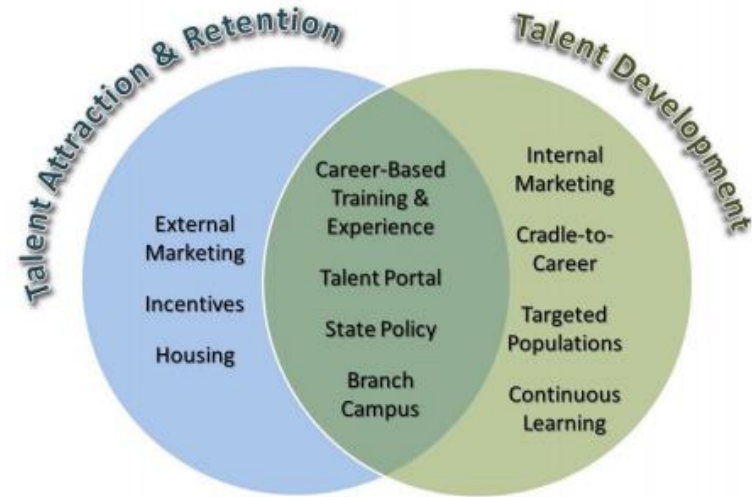 Talent Attraction & Retention
Talent Development
External
Marketing
Incentives
Housing
Career-Based
Training &
Experience
Talent Portal
State Policy
Branch
Campus
Internal
Marketing
Cradle-to-
Career
Targeted
Populations
Continuous
Learning